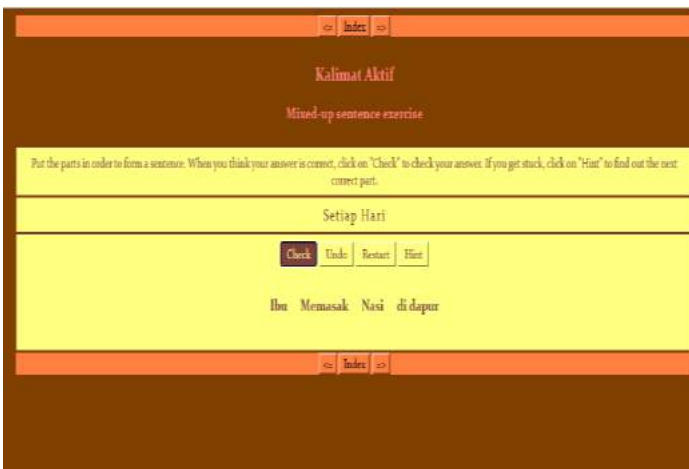 <= Index =>
Kalimat Aktif
Mixed-up sentence exercise
Put the parts in order to form a sentence. When you think your answer is correct, click on "Check" to check your answer. If you get stuck, click on "Hint" to find out the next
correct part.
Setiap Hari
Check Undo Restart Hint
Ibu Memasak Nasi di dapur
<= Index =>